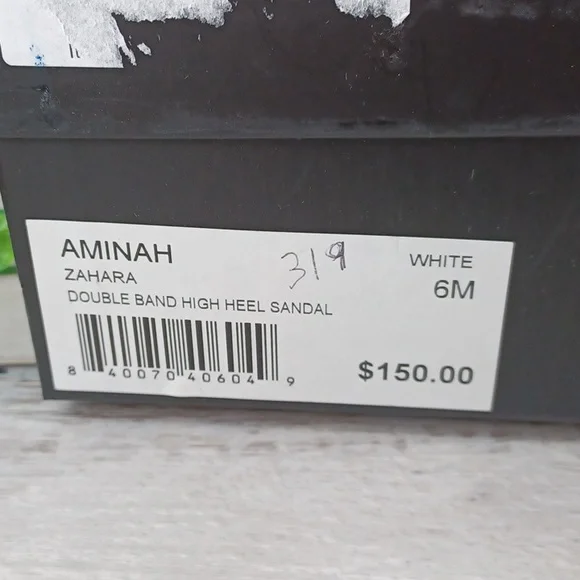 AMINAH
ZAHARA
DOUBLE BAND HIGH HEEL SANDAL
319
WHITE
6M
8 40070 40604 9
$150.00